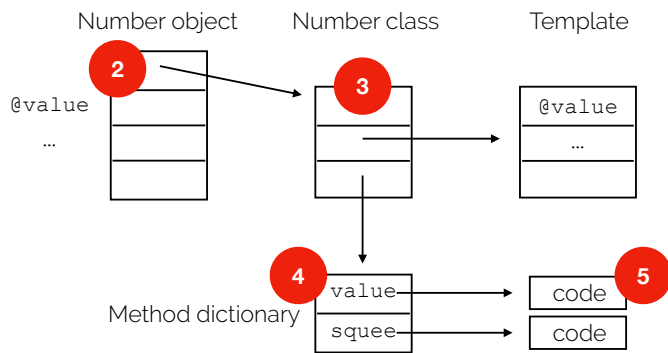 Number object
Number class
Template
2
3
@value
@value
…
…
4
5
value
code
Method dictionary
squee
code